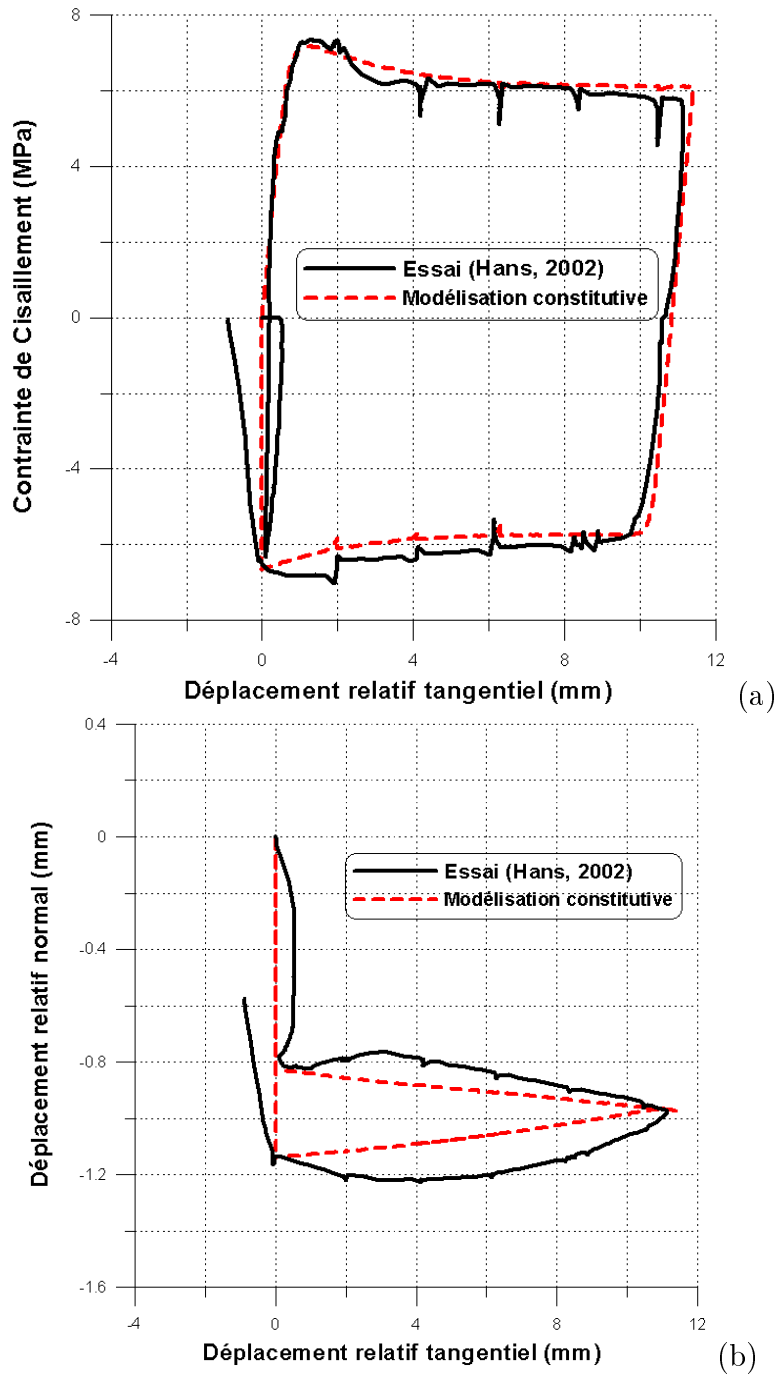 8
4
0
-4
-8
Contrainte de Cisaillement (MPa)
Essai (Hans, 2002)
Modélisation constitutive
-4
0
4
8
12
Déplacement relatif tangentiel (mm)
(a)
0.4
0
-0.4
-0.8
-1.2
-1.6
Déplacement relatif normal (mm)
Essai (Hans, 2002)
Modélisation constitutive
-4
0
4
8
12
Déplacement relatif tangentiel (mm)
(b)